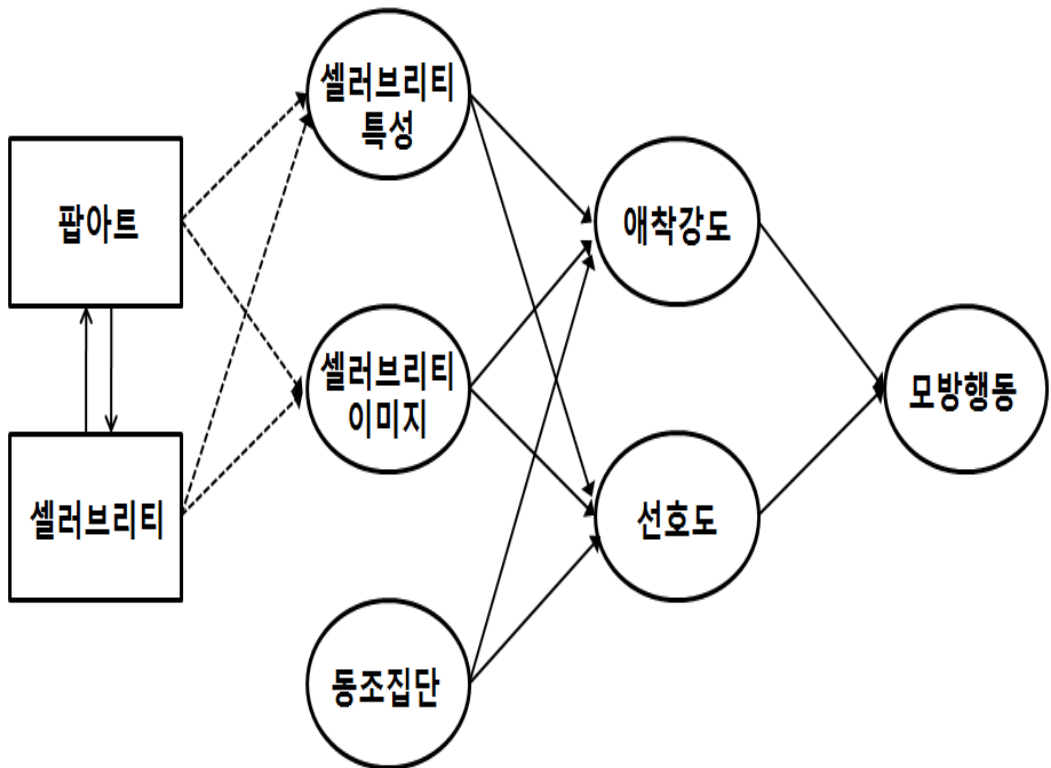 셀러브리티
특성
팝아트
애착강도
셀러브리티
이미지
모방행동
셀러브리티
선호도
동조집단